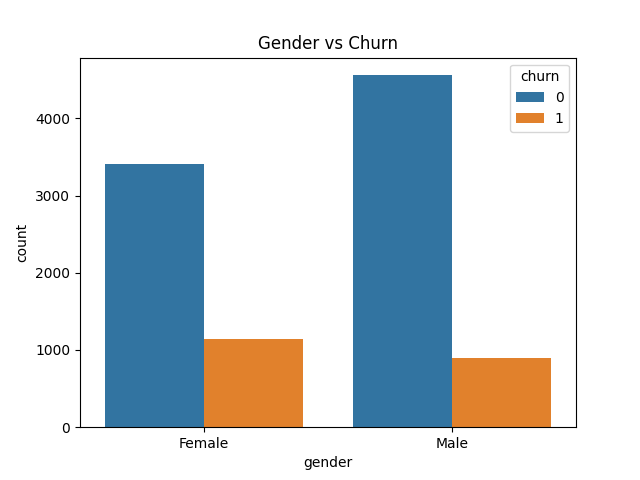 Gender vs Churn
churn
0
1
4000
3000
2000
1000
0
count
Female
Male
gender